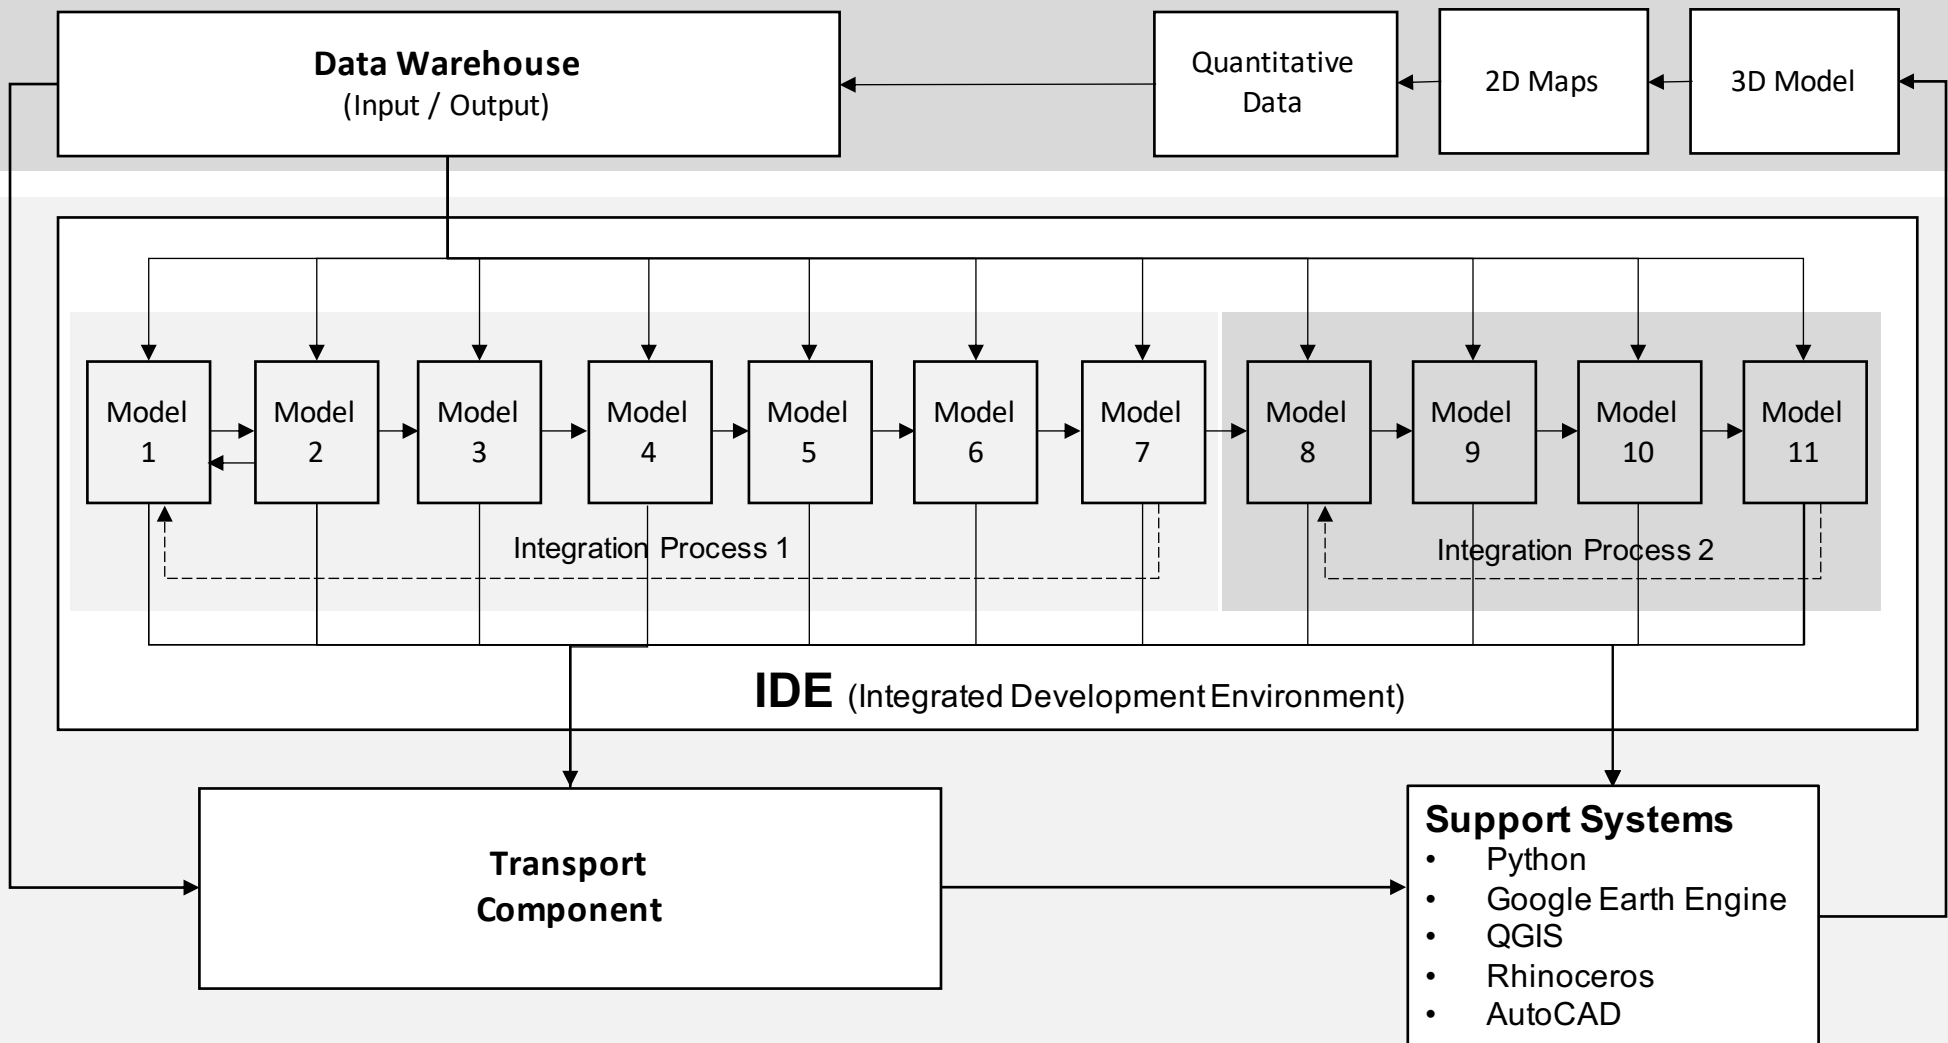 Data Warehouse
(Input / Output)
Quantitative
Data
2D Maps
3D Model
Model
1
Model
2
Model
3
Model
4
Model
5
Model
6
Model
7
Model
8
Model
9
Model
10
Model
11
Integration Process 1
Integration Process 2
IDE (Integrated Development Environment)
Transport
Component
Support Systems
• Python
• Google Earth Engine
• QGIS
• Rhinoceros
• AutoCAD